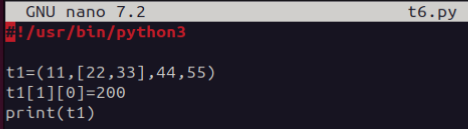 GNU nano 7.2 t6.py
#!/usr/bin/python3
t1=(11,[22,33],44,55)
t1[1][0]=200
print(t1)